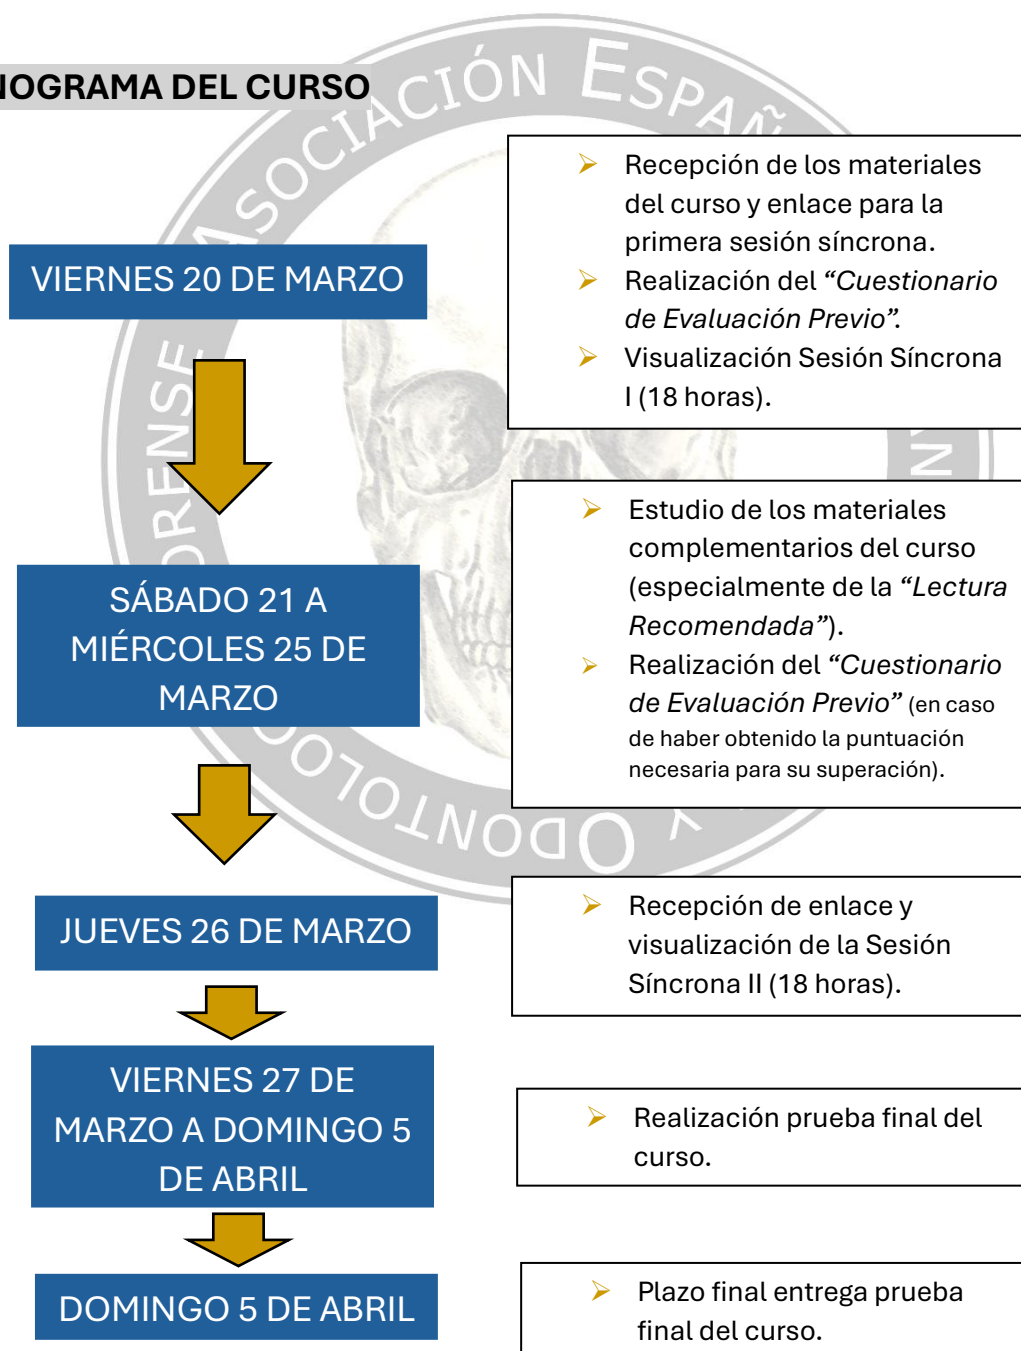 NOGRAMA DEL CURSO
ASOCIACIÓN ESPAÑ
VIERNES 20 DE MARZO
➢ Recepción de los materiales
del curso y enlace para la
primera sesión síncrona.
➢ Realización del “Cuestionario
de Evaluación Previo”.
➢ Visualización Sesión Síncrona
I (18 horas).
SÁBADO 21 A
MIÉRCOLES 25 DE
MARZO
➢ Estudio de los materiales
complementarios del curso
(especialmente de la “Lectura
Recomendada”).
➢ Realización del “Cuestionario
de Evaluación Previo” (en caso
de haber obtenido la puntuación
necesaria para su superación).
Y ODONTOLOG
ORENSE
JUEVES 26 DE MARZO
➢ Recepción de enlace y
visualización de la Sesión
Síncrona II (18 horas).
VIERNES 27 DE
MARZO A DOMINGO 5
DE ABRIL
➢ Realización prueba final del
curso.
DOMINGO 5 DE ABRIL
➢ Plazo final entrega prueba
final del curso.